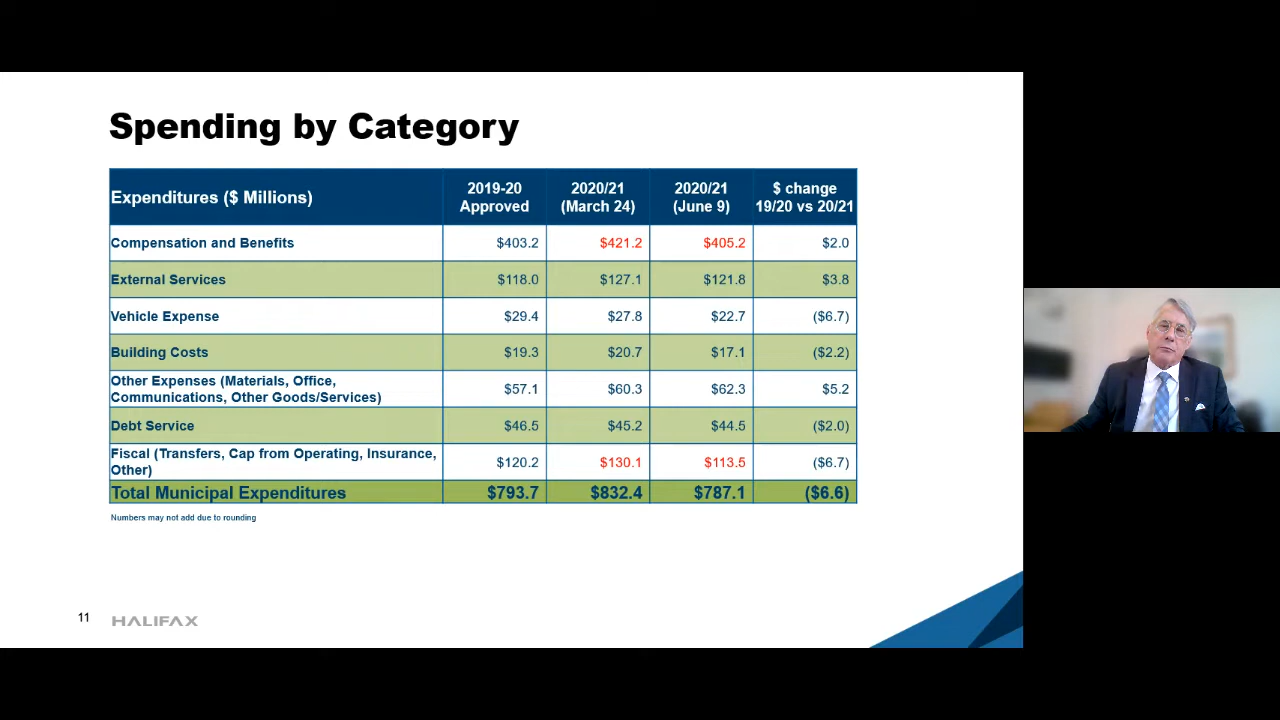 Spending by Category
Expenditures ($ Millions)
2019-20
Approved
2020/21
(March 24)
2020/21
(June 9)
$ change
19/20 vs 20/21
Compensation and Benefits $403.2 $421.2 $405.2 $2.0
External Services $118.0 $127.1 $121.8 $3.8
Vehicle Expense $29.4 $27.8 $22.7 ($6.7)
Building Costs $19.3 $20.7 $17.1 ($2.2)
Other Expenses (Materials, Office,
Communications, Other Goods/Services) $57.1 $60.3 $62.3 $5.2
Debt Service $46.5 $45.2 $44.5 ($2.0)
Fiscal (Transfers, Cap from Operating, Insurance,
Other) $120.2 $130.1 $113.5 ($6.7)
Total Municipal Expenditures $793.7 $832.4 $787.1 ($6.6)
Numbers may not add due to rounding
11 HALIFAX